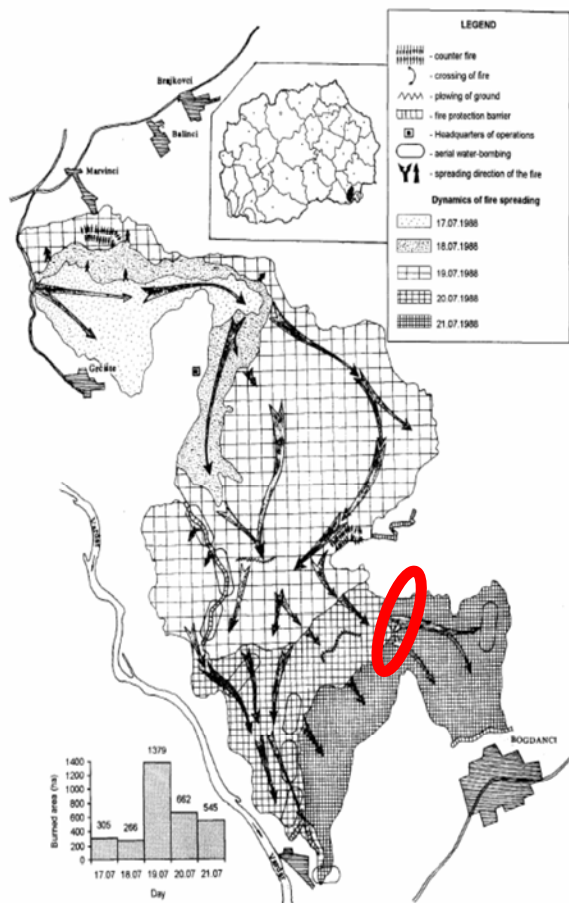 LEGEND
- counter fire
- crossing of fire
- plowing of ground
- fire protection barrier
- Headquarters of operations
- aerial water-bombing
- spreading direction of the fire
Dynamics of fire spreading
17.07.1988
18.07.1988
19.07.1988
20.07.1988
21.07.1988
Brajkovci
Balinci
Marvinci
Grčište
Vardar
BOGDANCI
Vardar
Burned area (ha)
1400
1200
1000
800
600
400
200
0
305
266
1379
662
545
17.07 18.07 19.07 20.07 21.07
Day